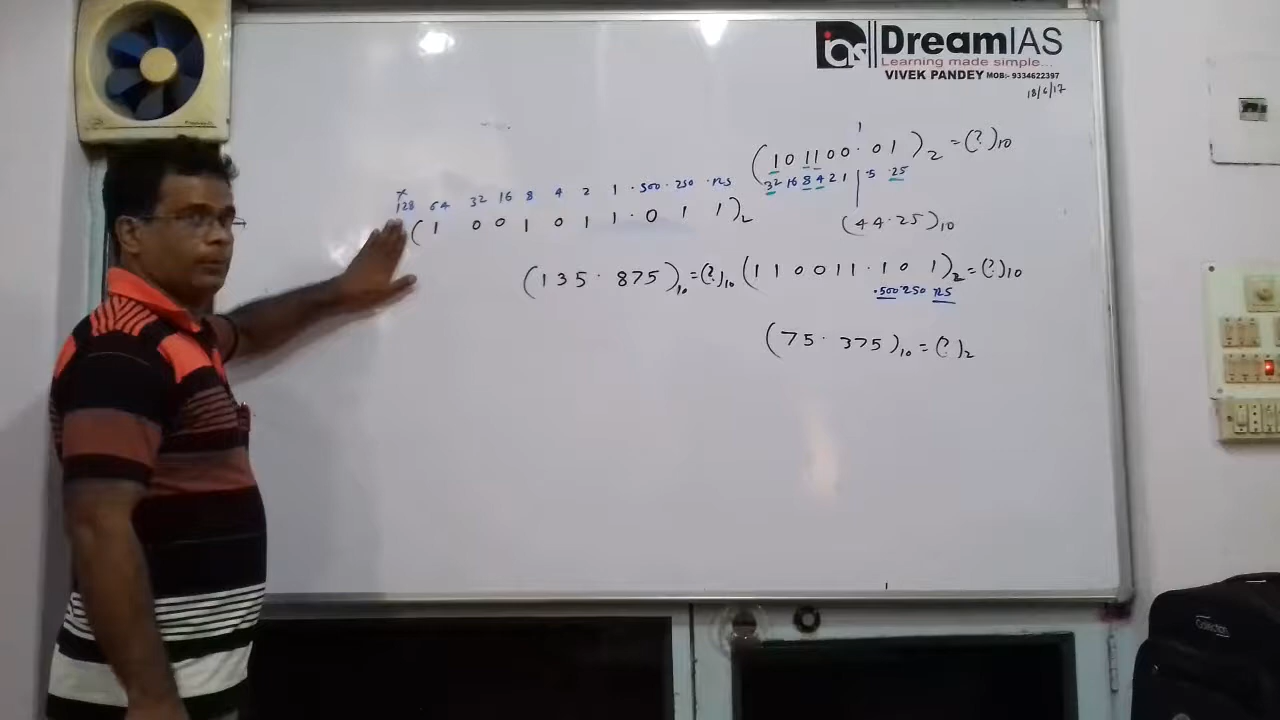 DreamIAS
Learning made simple...
VIVEK PANDEY MOB:- 9334622397
18/6/17
(101100.01)₂ = (?)₁₀
32 16 8 4 2 1 .5 .25
(44.25)₁₀
x
128 64 32 16 8 4 2 1 .500 .250 .125
(1 0 0 1 0 1 1 . 0 1 1)₂
(135.875)₁₀ = (?)₁₀
(110011.101)₂ = (?)₁₀
.500 .250 .125
(75.375)₁₀ = (?)₂
Collection